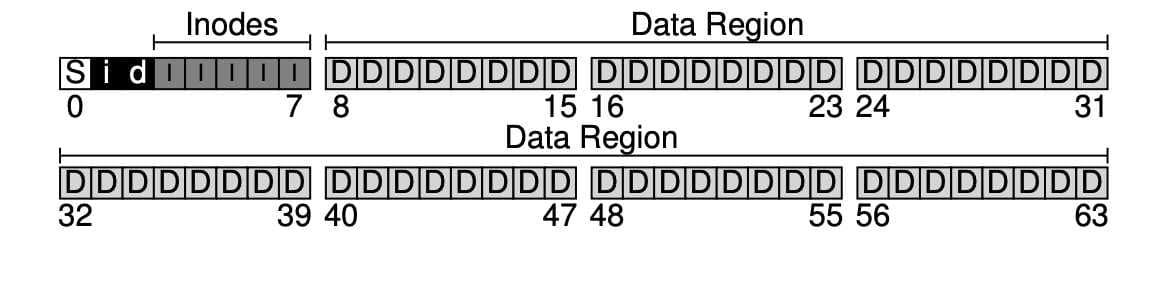 Inodes Data Region
S i d I I I I I D D D D D D D D D D D D D D D D D D D D D D D D
0 7 8 15 16 23 24 31
Data Region
D D D D D D D D D D D D D D D D D D D D D D D D D D D D D D D D
32 39 40 47 48 55 56 63